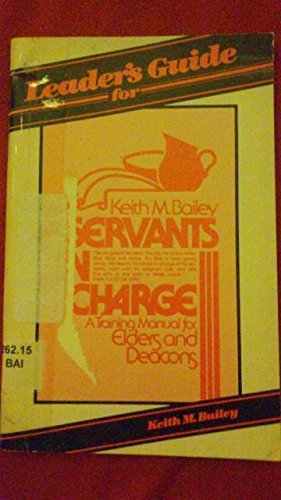 Leader's Guide
for
Keith M. Bailey
SERVANTS
IN
CHARGE
A Training Manual for
Elders and
Deacons
262.15
BAI
Keith M. Bailey